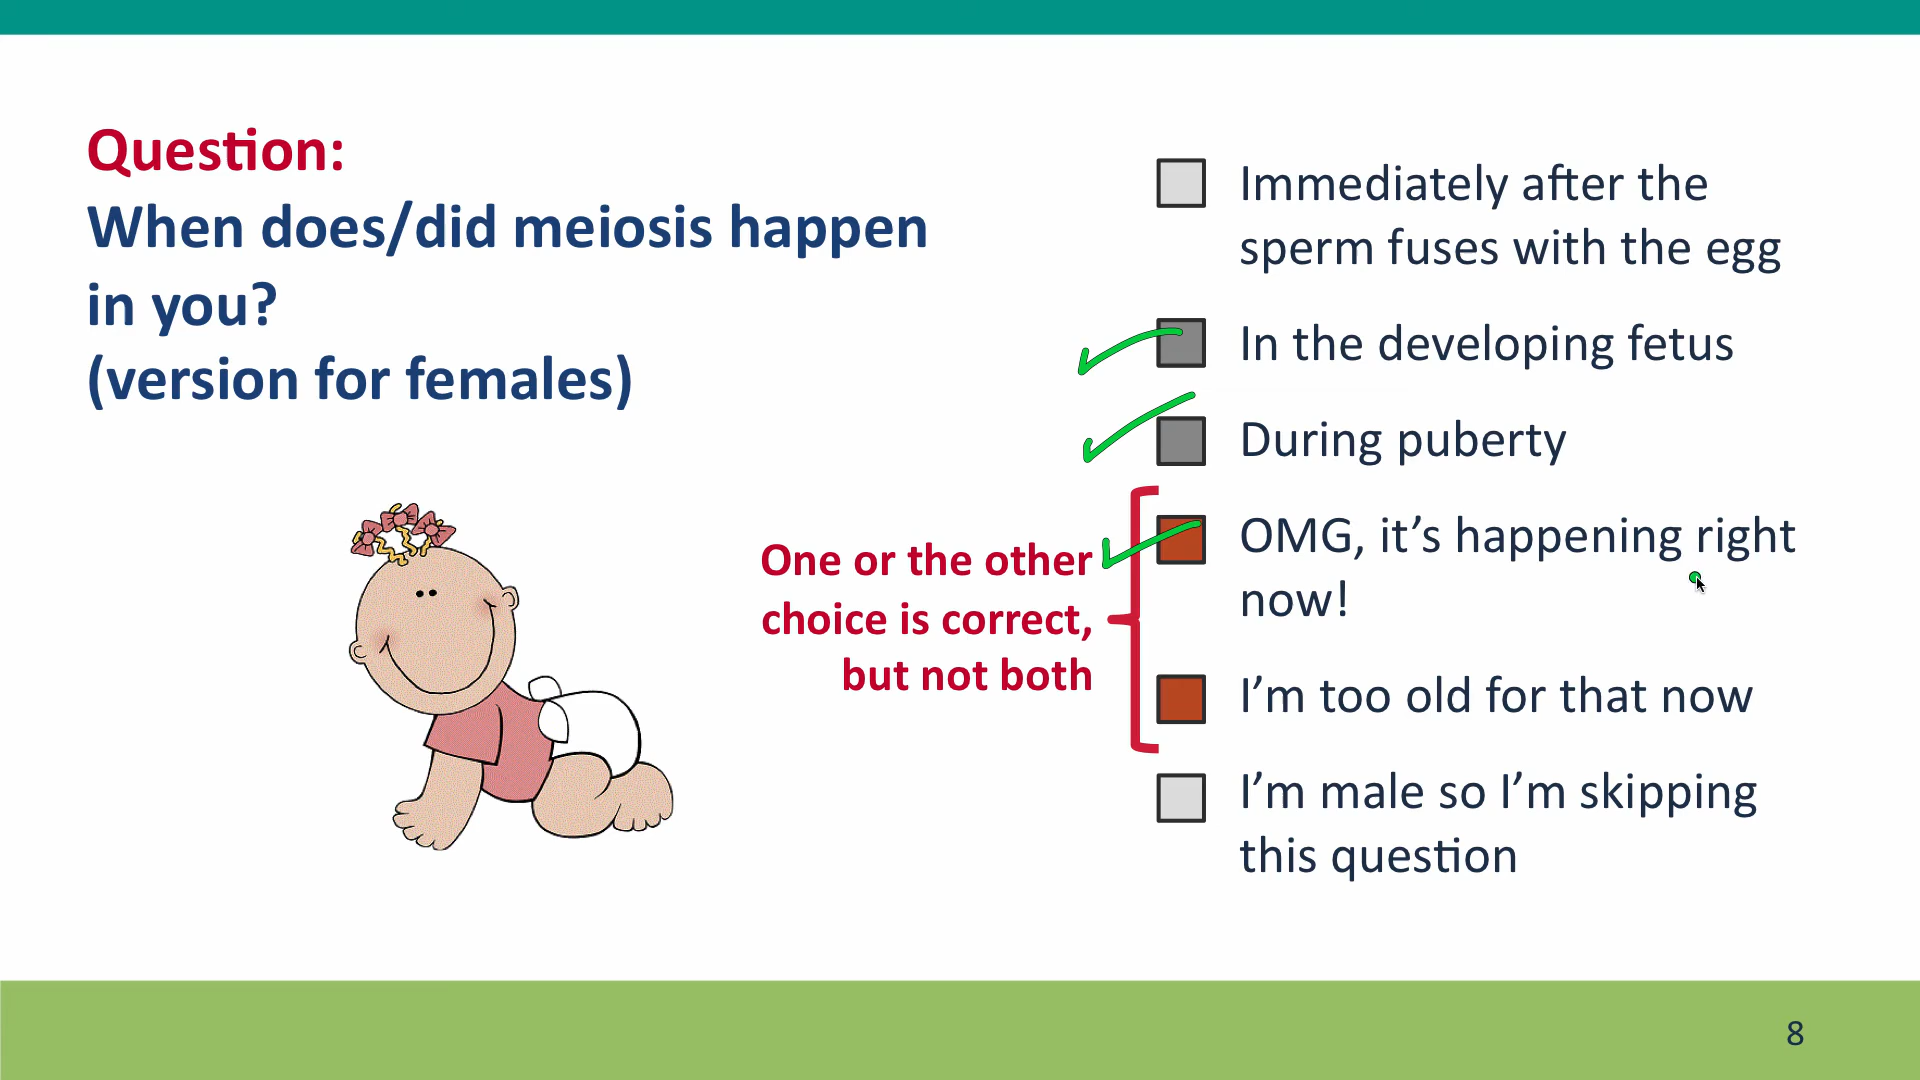 Question:
When does/did meiosis happen
in you?
(version for females)
Immediately after the
sperm fuses with the egg
In the developing fetus
During puberty
OMG, it’s happening right
now!
I’m too old for that now
I’m male so I’m skipping
this question
One or the other
choice is correct,
but not both
8